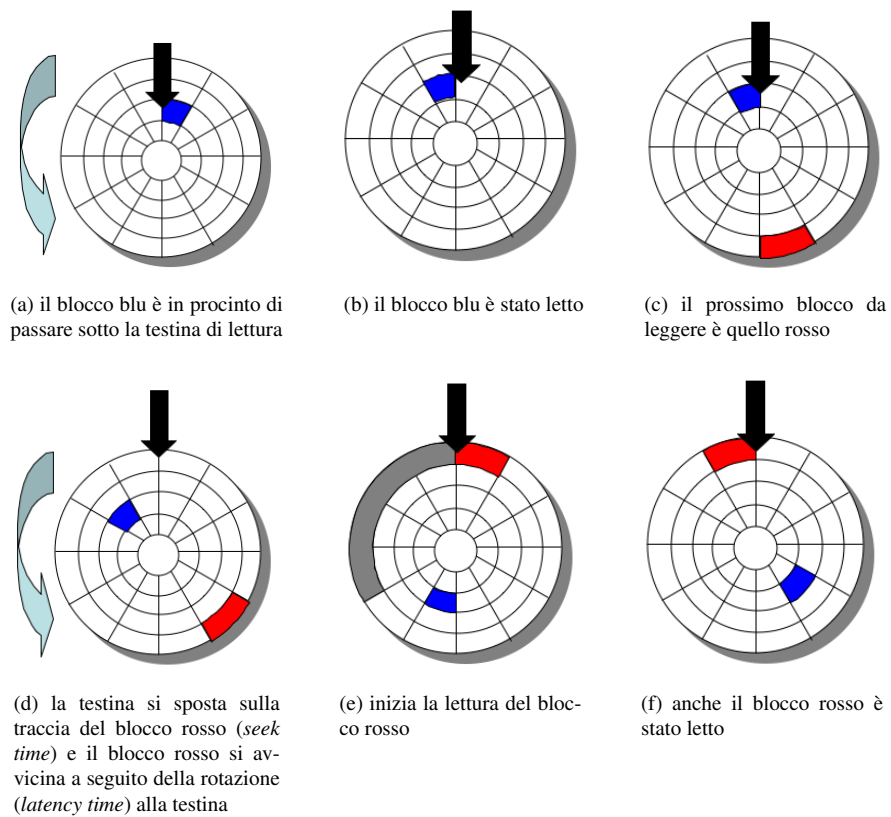 (a) il blocco blu è in procinto di
passare sotto la testina di lettura
(b) il blocco blu è stato letto
(c) il prossimo blocco da
leggere è quello rosso
(d) la testina si sposta sulla
traccia del blocco rosso (seek
time) e il blocco rosso si av-
vicina a seguito della rotazione
(latency time) alla testina
(e) inizia la lettura del bloc-
co rosso
(f) anche il blocco rosso è
stato letto